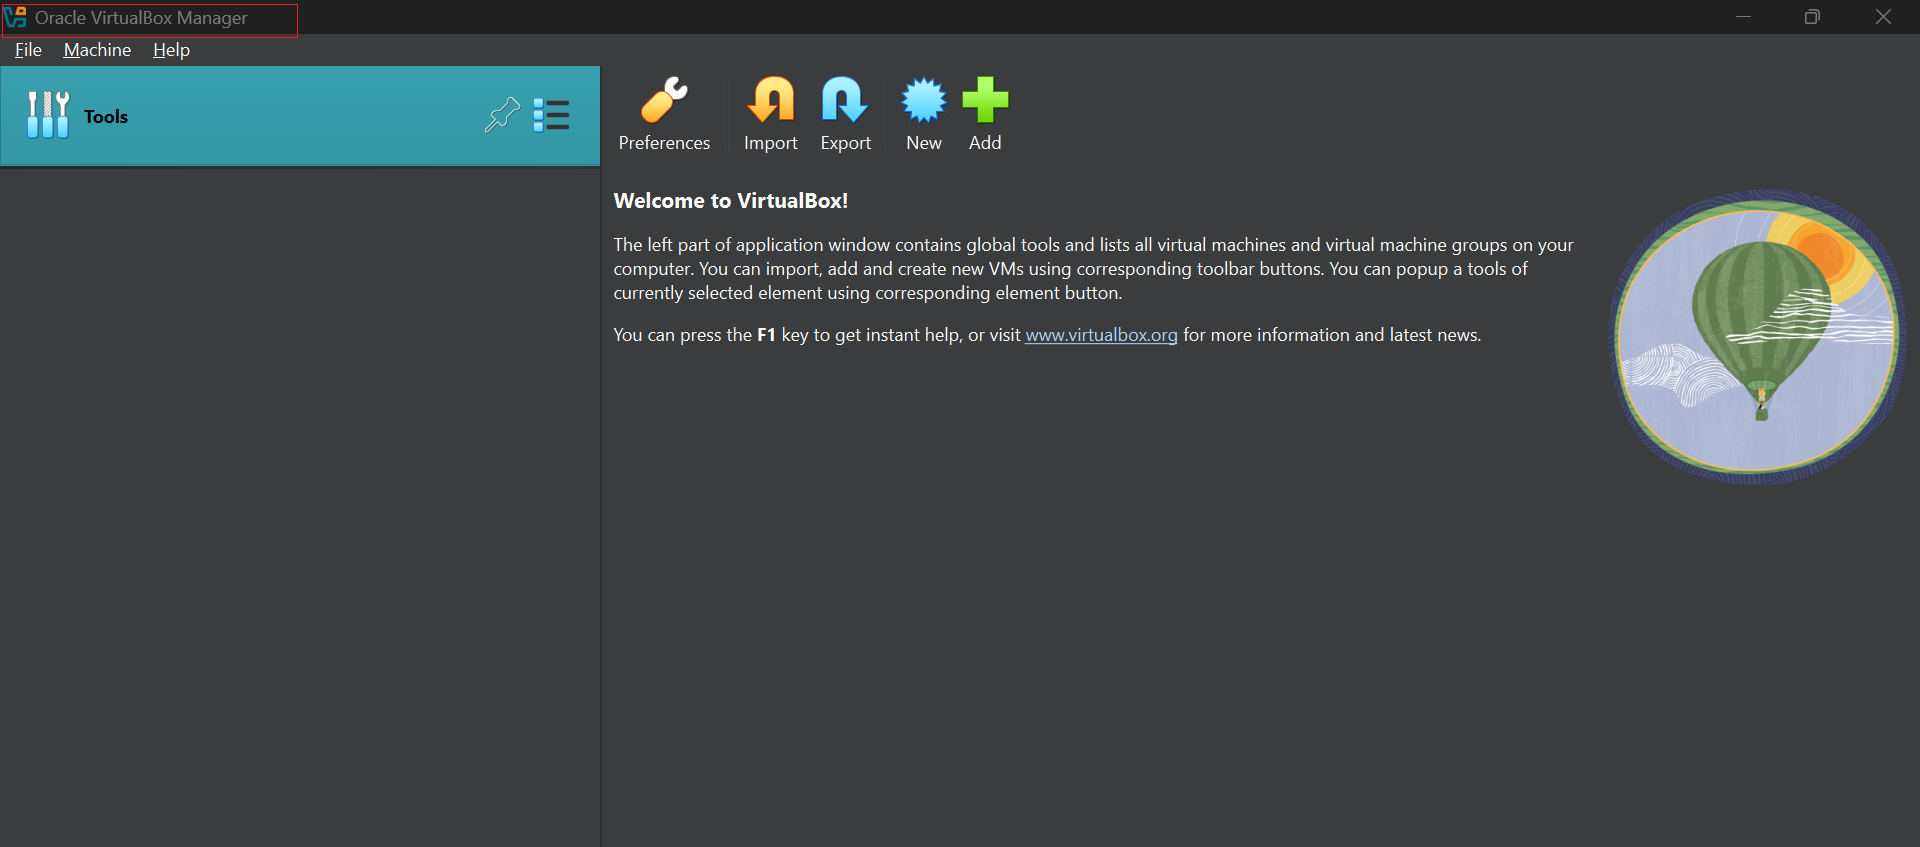 Oracle VirtualBox Manager
File Machine Help
Tools
Preferences Import Export New Add
Welcome to VirtualBox!
The left part of application window contains global tools and lists all virtual machines and virtual machine groups on your
computer. You can import, add and create new VMs using corresponding toolbar buttons. You can popup a tools of
currently selected element using corresponding element button.
You can press the F1 key to get instant help, or visit www.virtualbox.org for more information and latest news.